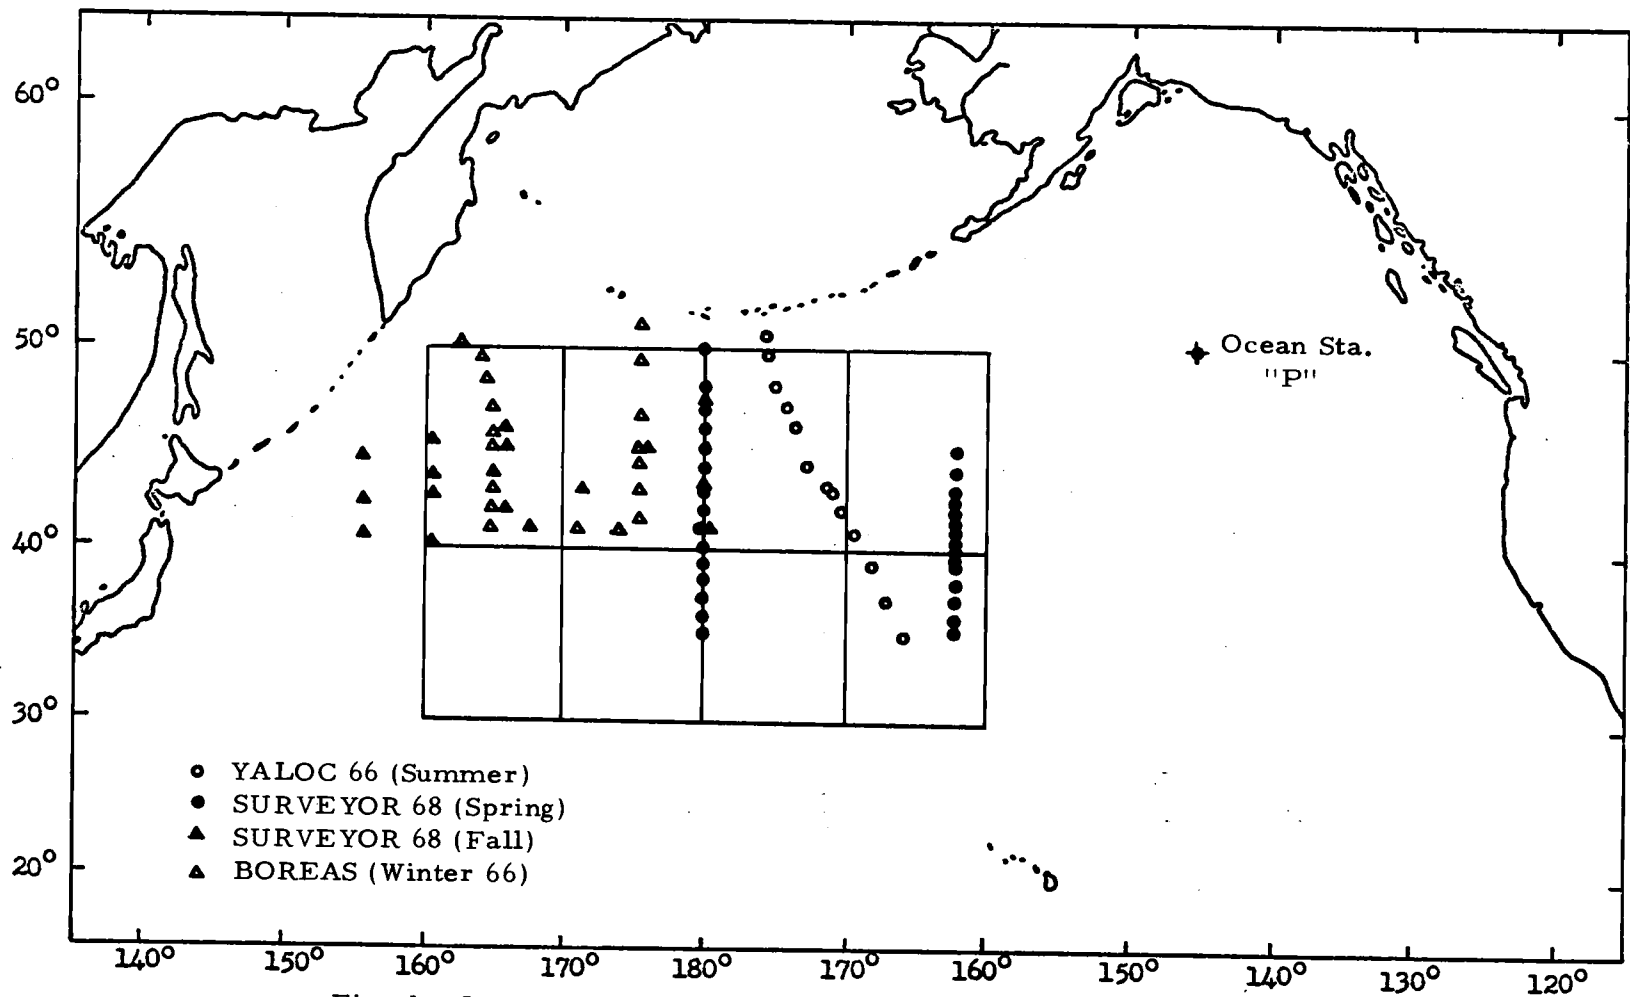 60°
50°
40°
30°
20°
Ocean Sta.
"P"
YALOC 66 (Summer)
SURVEYOR 68 (Spring)
SURVEYOR 68 (Fall)
BOREAS (Winter 66)
140° 150° 160° 170° 180° 170° 160° 150° 140° 130° 120°